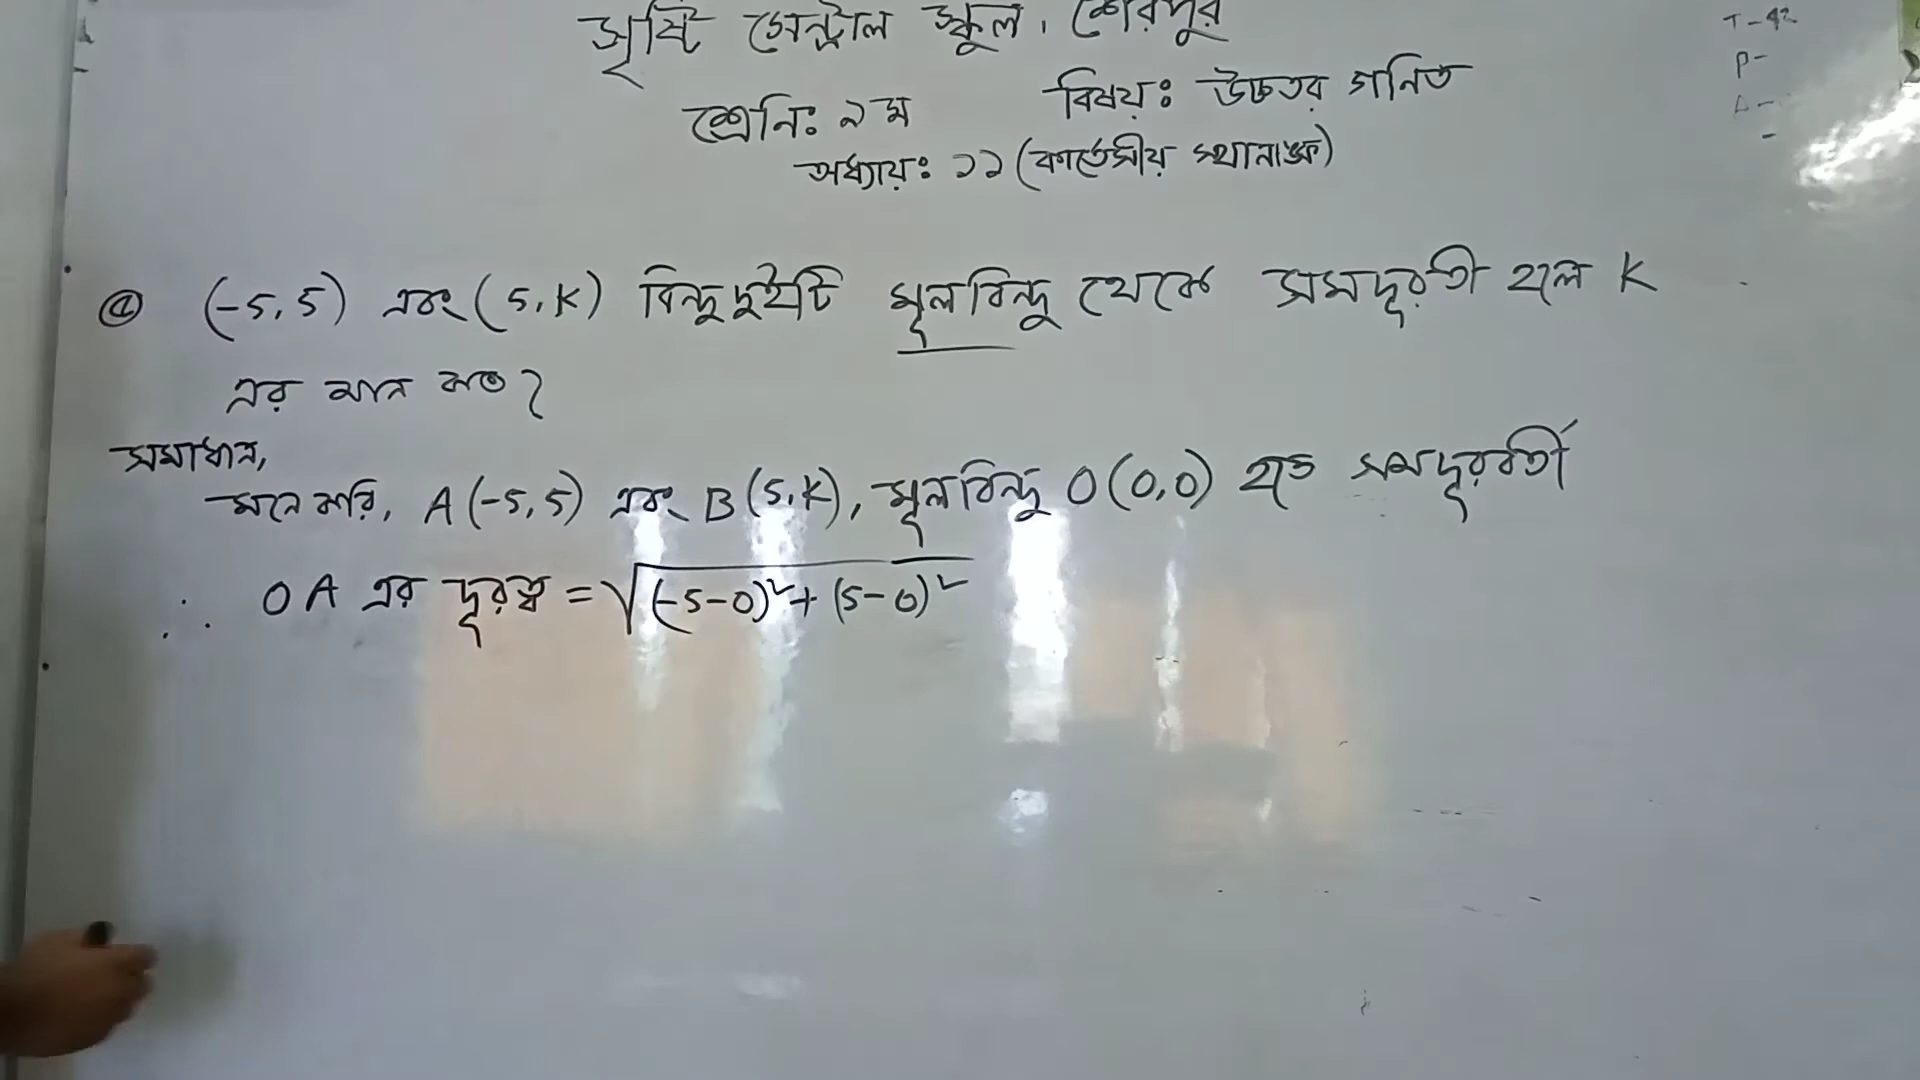 সৃষ্টি সেন্ট্রাল স্কুল, শেরপুর
T-42
P-
শ্রেনিঃ ৯ম বিষয়ঃ উচ্চতর গনিত
অধ্যায়ঃ ১১ (কার্তেসীয় স্থানাঙ্ক)
(-5, 5) এবং (5, K) বিন্দু দুইটি মূলবিন্দু থেকে সমদূরবর্তী হলে K
এর মান কত?
সমাধান,
মনে করি, A(-5, 5) এবং B(5, K), মূলবিন্দু O(0,0) হতে সমদূরবর্তী
∴ OA এর দূরত্ব = √(-5-0)²+(5-0)²